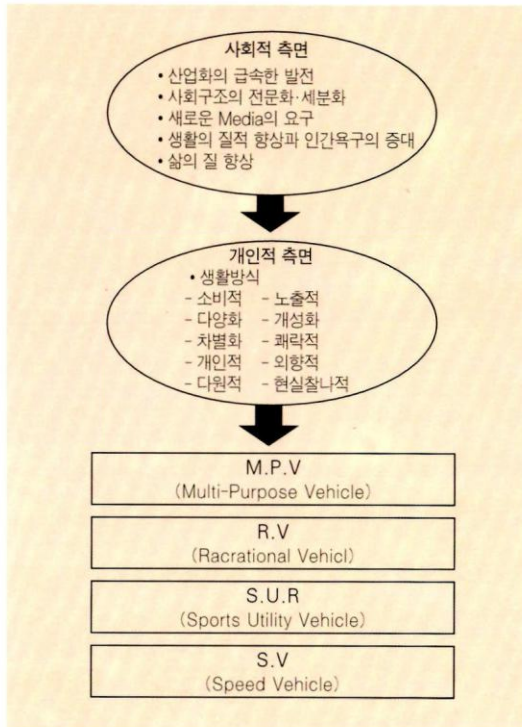 사회적 측면
• 산업화의 급속한 발전
• 사회구조의 전문화·세분화
• 새로운 Media의 요구
• 생활의 질적 향상과 인간욕구의 증대
• 삶의 질 향상
개인적 측면
• 생활방식
- 소비적 - 노출적
- 다양화 - 개성화
- 차별화 - 쾌락적
- 개인적 - 외향적
- 다원적 - 현실찰나적
M.P.V
(Multi-Purpose Vehicle)
R.V
(Racrational Vehicl)
S.U.R
(Sports Utility Vehicle)
S.V
(Speed Vehicle)